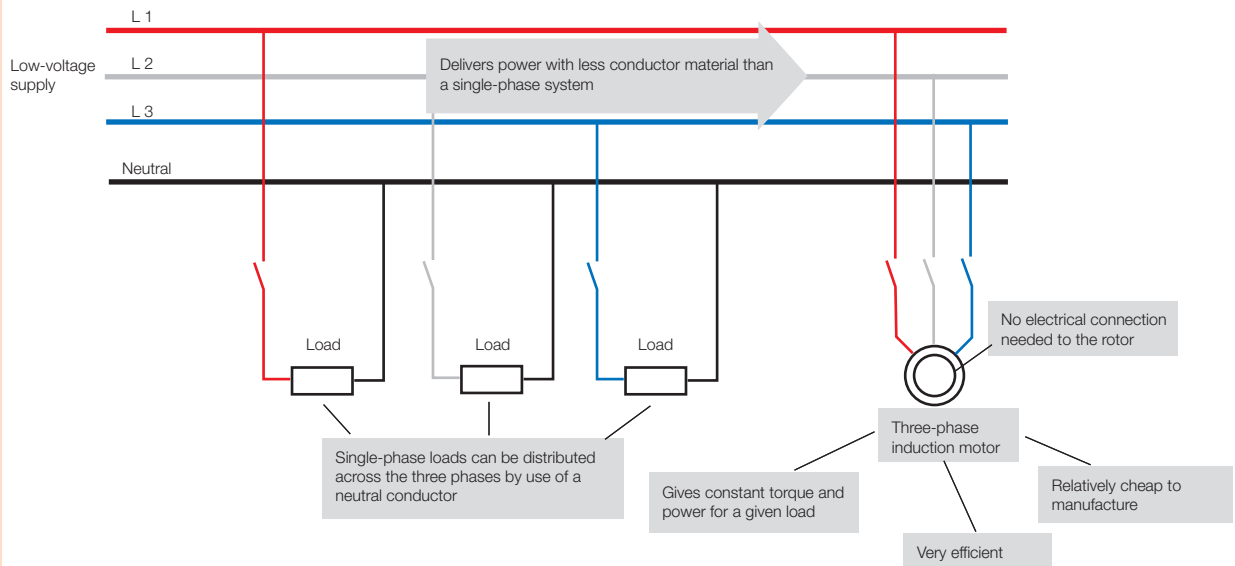 L 1
Low-voltage
supply
L 2
Delivers power with less conductor material than
a single-phase system
L 3
Neutral
Load
Load
Load
No electrical connection
needed to the rotor
Single-phase loads can be distributed
across the three phases by use of a
neutral conductor
Three-phase
induction motor
Gives constant torque and
power for a given load
Relatively cheap to
manufacture
Very efficient